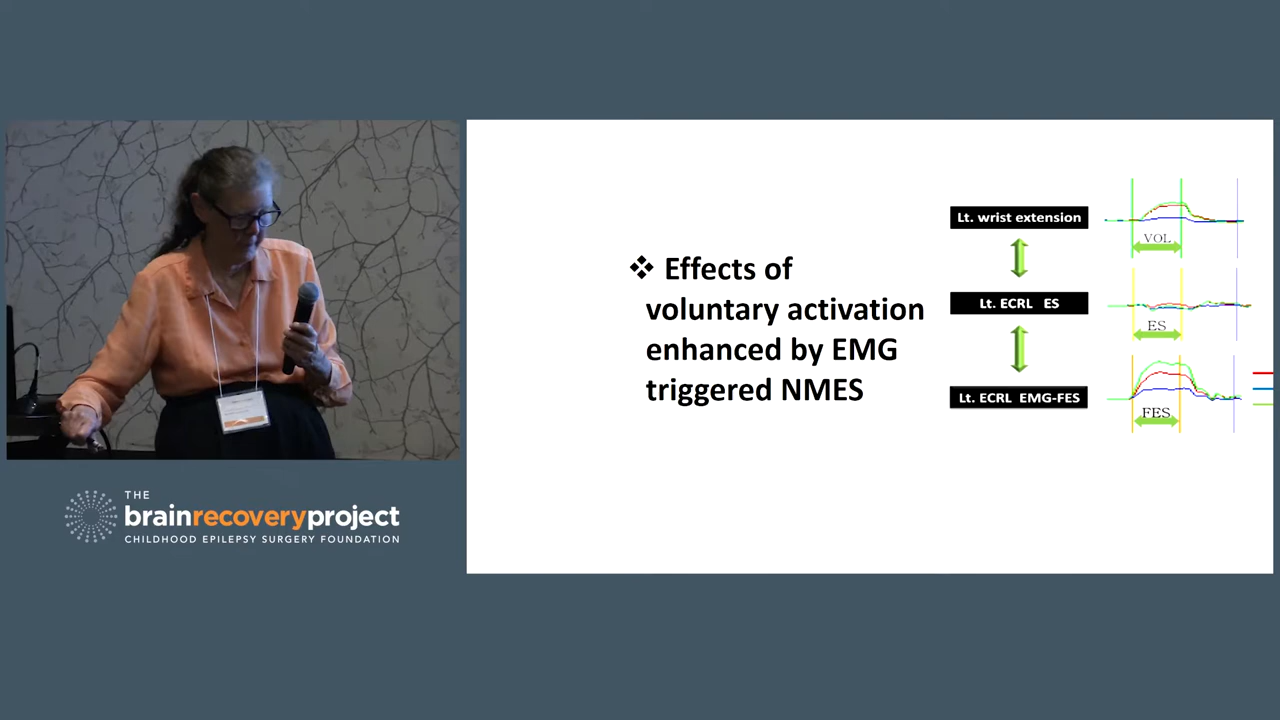 ❖ Effects of
voluntary activation
enhanced by EMG
triggered NMES
Lt. wrist extension
VOL
Lt. ECRL ES
ES
Lt. ECRL EMG-FES
FES
THE
brainrecoveryproject
CHILDHOOD EPILEPSY SURGERY FOUNDATION